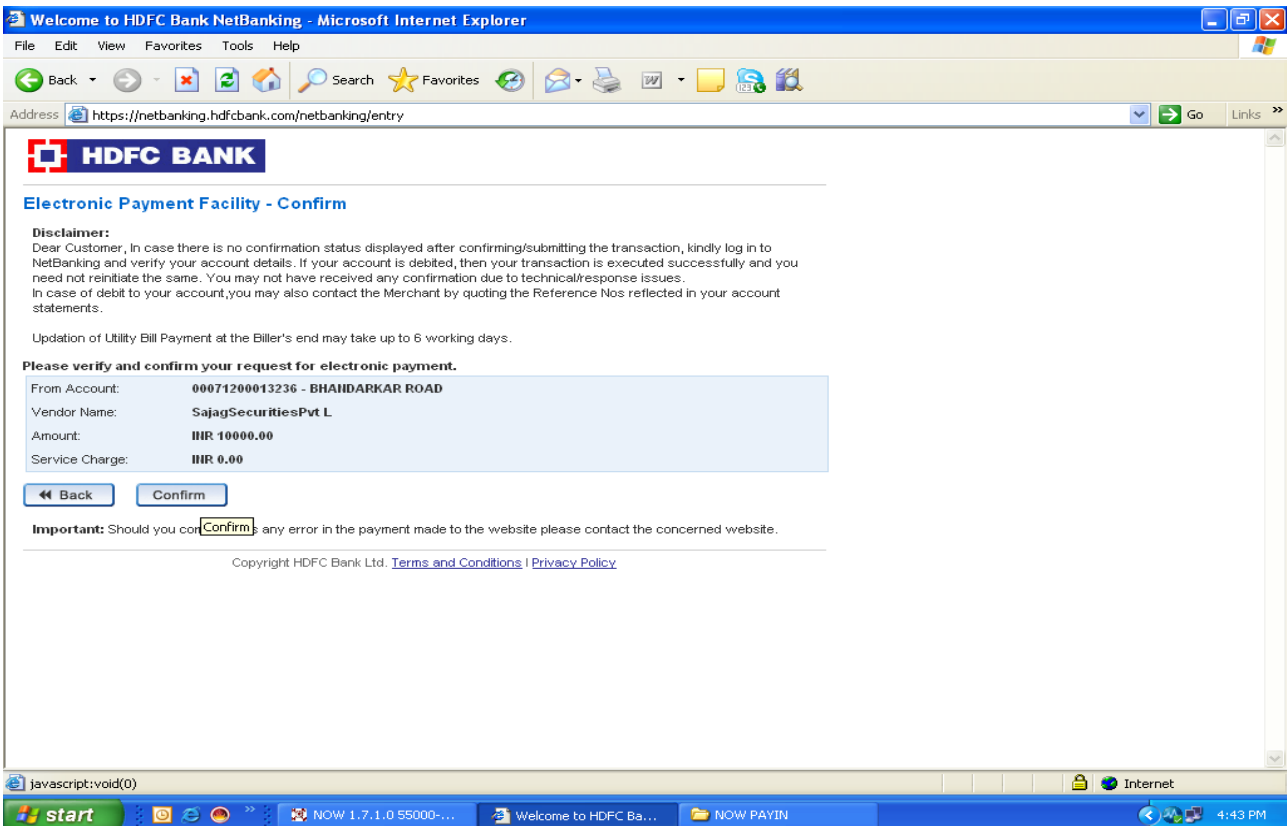 Welcome to HDFC Bank NetBanking - Microsoft Internet Explorer
File Edit View Favorites Tools Help
Back Search Favorites
Address https://netbanking.hdfcbank.com/netbanking/entry Go Links »
HDFC BANK
Electronic Payment Facility - Confirm
Disclaimer:
Dear Customer, In case there is no confirmation status displayed after confirming/submitting the transaction, kindly log in to
NetBanking and verify your account details. If your account is debited, then your transaction is executed successfully and you
need not reinitiate the same. You may not have received any confirmation due to technical/response issues.
In case of debit to your account,you may also contact the Merchant by quoting the Reference Nos reflected in your account
statements.
Updation of Utility Bill Payment at the Biller's end may take up to 6 working days.
Please verify and confirm your request for electronic payment.
From Account: 00071200013236 - BHANDARKAR ROAD
Vendor Name: SajagSecuritiesPvt L
Amount: INR 10000.00
Service Charge: INR 0.00
Back Confirm
Important: Should you con Confirm s any error in the payment made to the website please contact the concerned website.
Copyright HDFC Bank Ltd. Terms and Conditions | Privacy Policy
javascript:void(0) Internet
start » NOW 1.7.1.0 55000-... Welcome to HDFC Ba... NOW PAYIN 4:43 PM